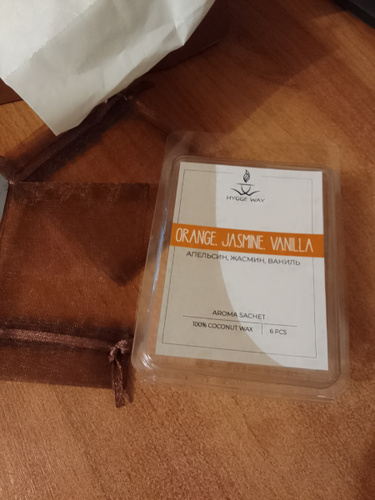 HYGGE WAY
ORANGE, JASMINE, VANILLA
АПЕЛЬСИН, ЖАСМИН, ВАНИЛЬ
AROMA SACHET
100% COCONUT WAX | 6 PCS